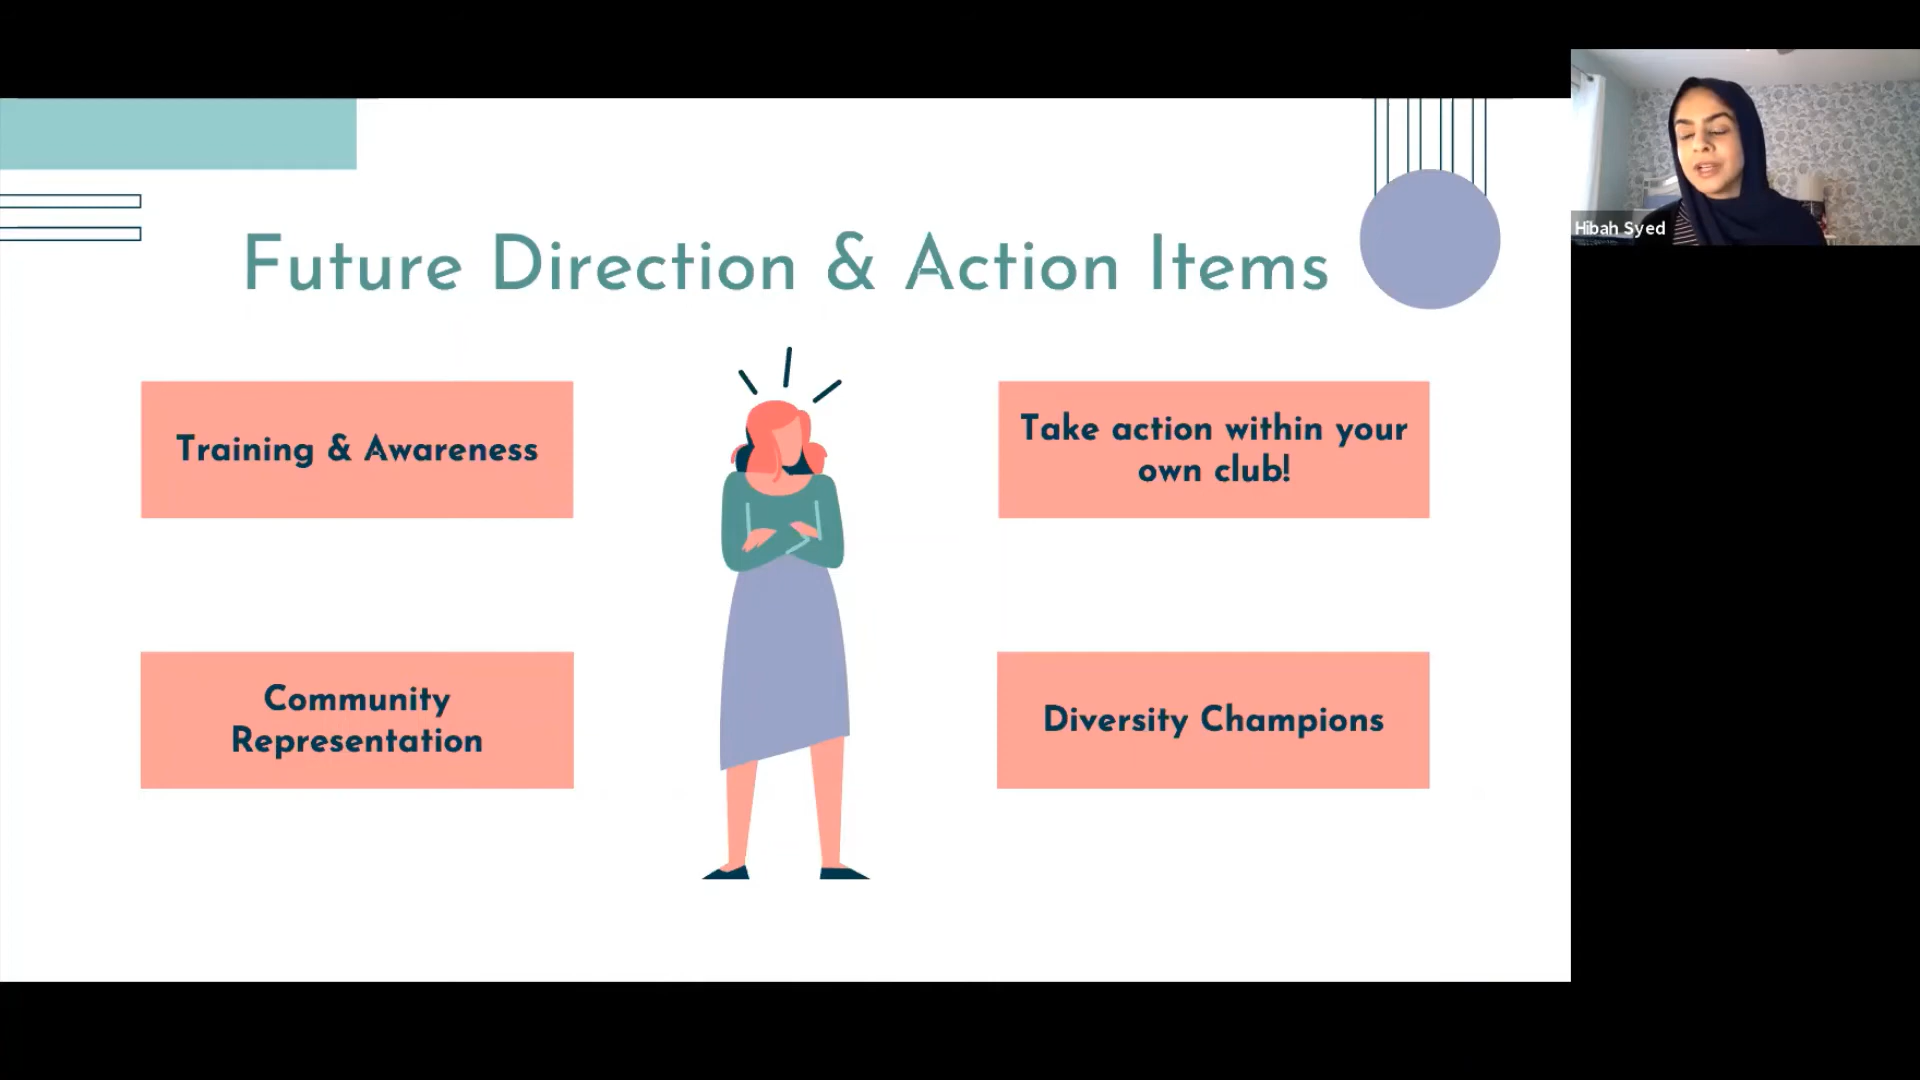 Future Direction & Action Items
Training & Awareness
Take action within your
own club!
Community
Representation
Diversity Champions
Hibah Syed